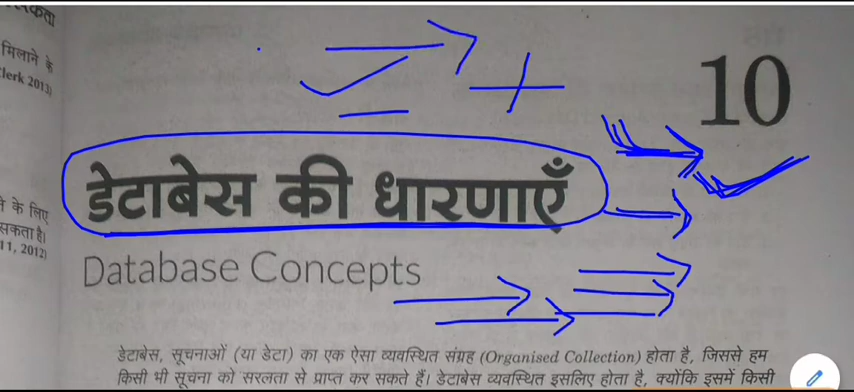 मिलाने के
Clerk 2013)
ने के लिए
सकता है।
11, 2012)
10
डेटाबेस की धारणाएँ
Database Concepts
डेटाबेस, सूचनाओं (या डेटा) का एक ऐसा व्यवस्थित संग्रह (Organised Collection) होता है, जिससे हम
किसी भी सूचना को सरलता से प्राप्त कर सकते हैं। डेटाबेस व्यवस्थित इसलिए होता है, क्योंकि इसमें किसी